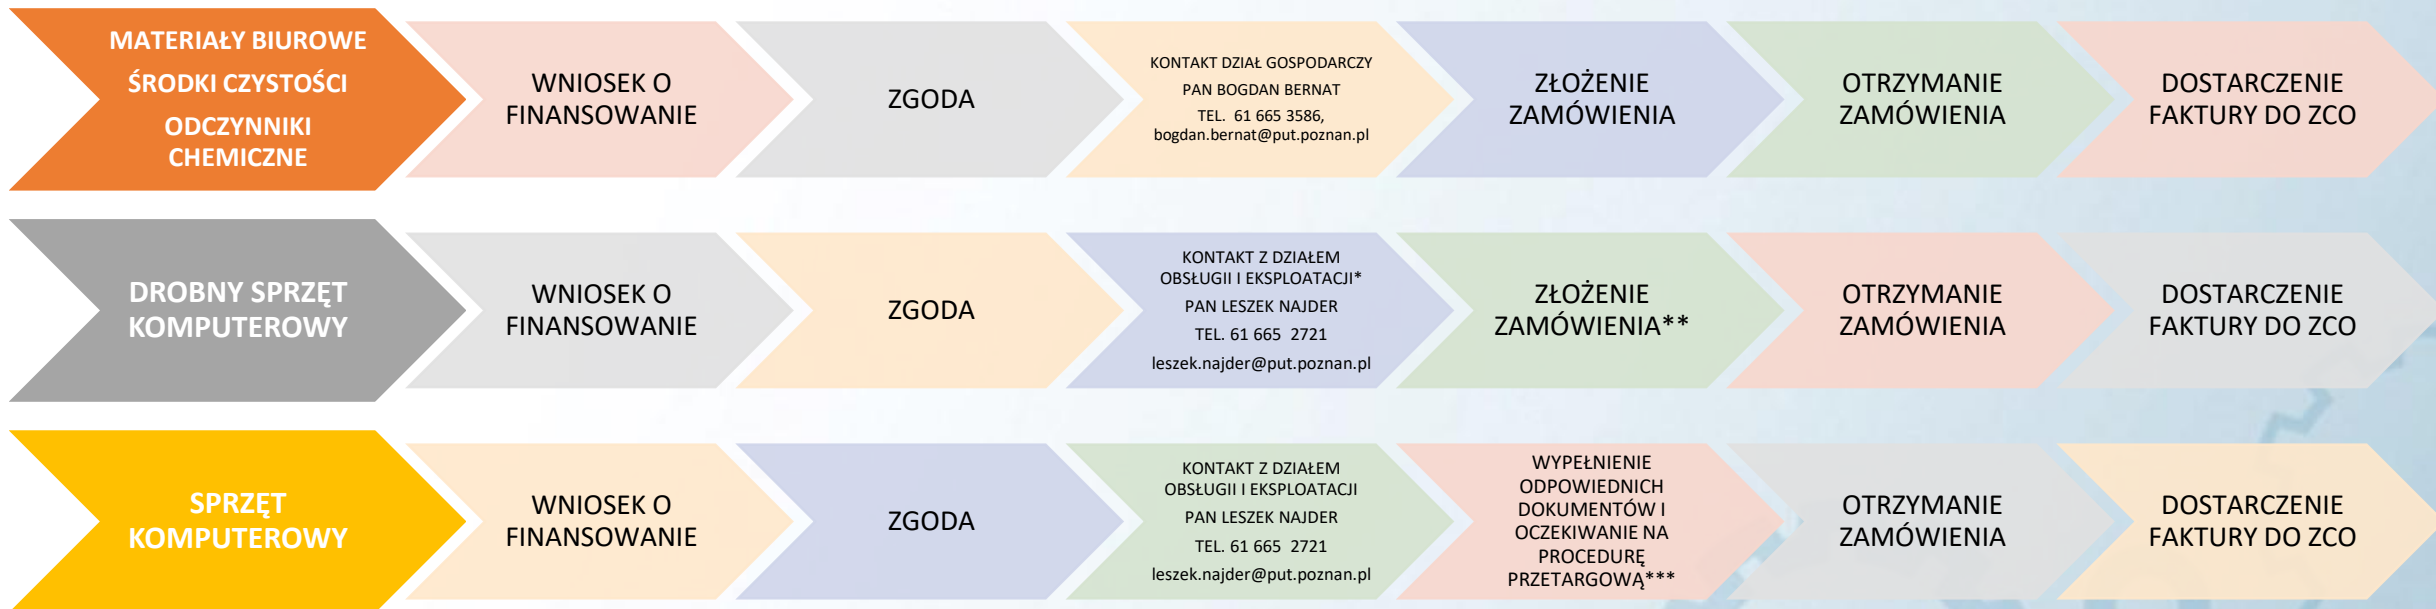 MATERIAŁY BIUROWE
ŚRODKI CZYSTOŚCI
ODCZYNNIKI
CHEMICZNE
WNIOSEK O
FINANSOWANIE
ZGODA
KONTAKT DZIAŁ GOSPODARCZY
PAN BOGDAN BERNAT
TEL. 61 665 3586,
bogdan.bernat@put.poznan.pl
ZŁOŻENIE
ZAMÓWIENIA
OTRZYMANIE
ZAMÓWIENIA
DOSTARCZENIE
FAKTURY DO ZCO
DROBNY SPRZĘT
KOMPUTEROWY
WNIOSEK O
FINANSOWANIE
ZGODA
KONTAKT Z DZIAŁEM
OBSŁUGII I EKSPLOATACJI*
PAN LESZEK NAJDER
TEL. 61 665 2721
leszek.najder@put.poznan.pl
ZŁOŻENIE
ZAMÓWIENIA**
OTRZYMANIE
ZAMÓWIENIA
DOSTARCZENIE
FAKTURY DO ZCO
SPRZĘT
KOMPUTEROWY
WNIOSEK O
FINANSOWANIE
ZGODA
KONTAKT Z DZIAŁEM
OBSŁUGII I EKSPLOATACJI
PAN LESZEK NAJDER
TEL. 61 665 2721
leszek.najder@put.poznan.pl
WYPEŁNIENIE
ODPOWIEDNICH
DOKUMENTÓW I
OCZEKIWANIE NA
PROCEDURĘ
PRZETARGOWĄ***
OTRZYMANIE
ZAMÓWIENIA
DOSTARCZENIE
FAKTURY DO ZCO